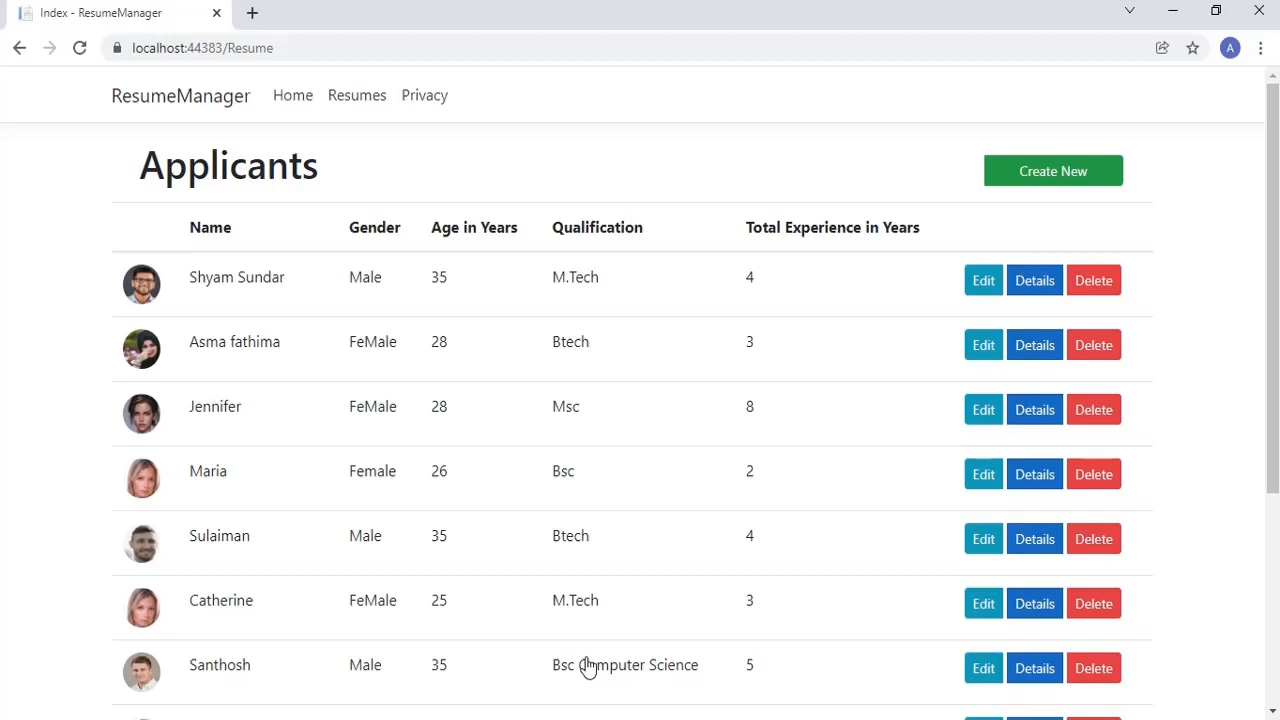 Index - ResumeManager
localhost:44383/Resume
A
ResumeManager Home Resumes Privacy
Applicants
Create New
Name Gender Age in Years Qualification Total Experience in Years
Shyam Sundar Male 35 M.Tech 4 Edit Details Delete
Asma fathima FeMale 28 Btech 3 Edit Details Delete
Jennifer FeMale 28 Msc 8 Edit Details Delete
Maria Female 26 Bsc 2 Edit Details Delete
Sulaiman Male 35 Btech 4 Edit Details Delete
Catherine FeMale 25 M.Tech 3 Edit Details Delete
Santhosh Male 35 Bsc Computer Science 5 Edit Details Delete